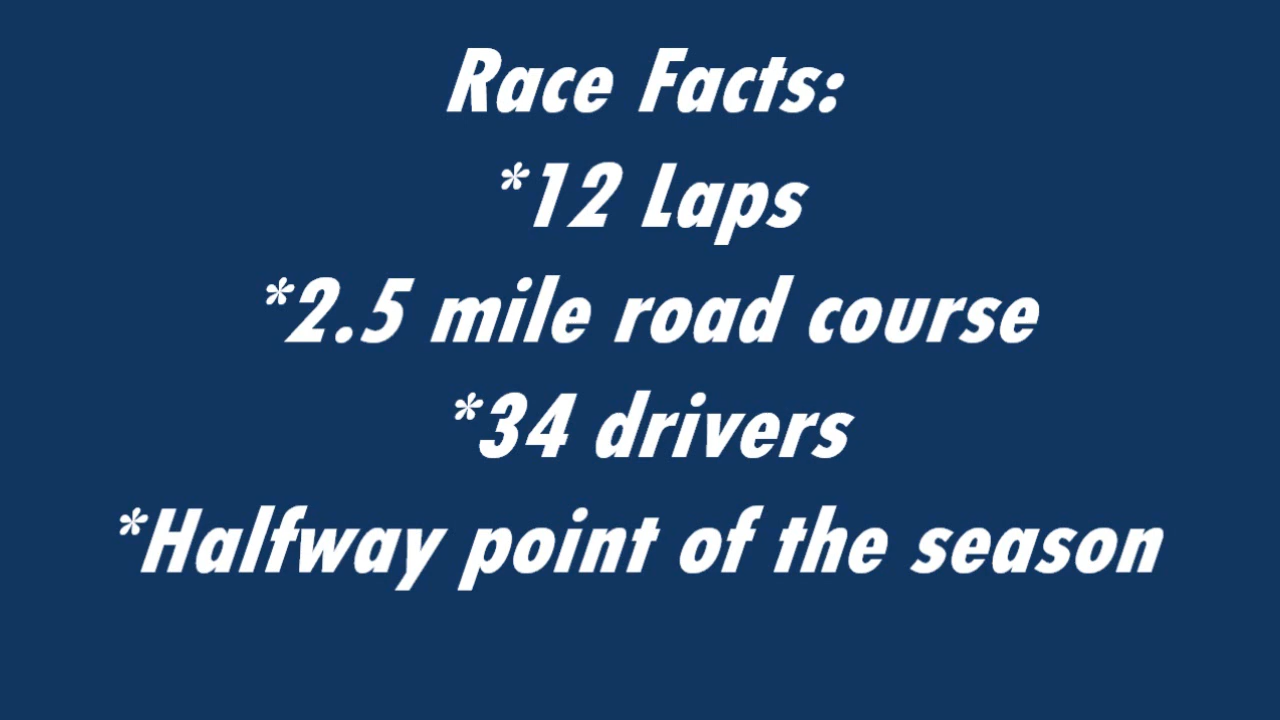 Race Facts:
*12 Laps
*2.5 mile road course
*34 drivers
*Halfway point of the season